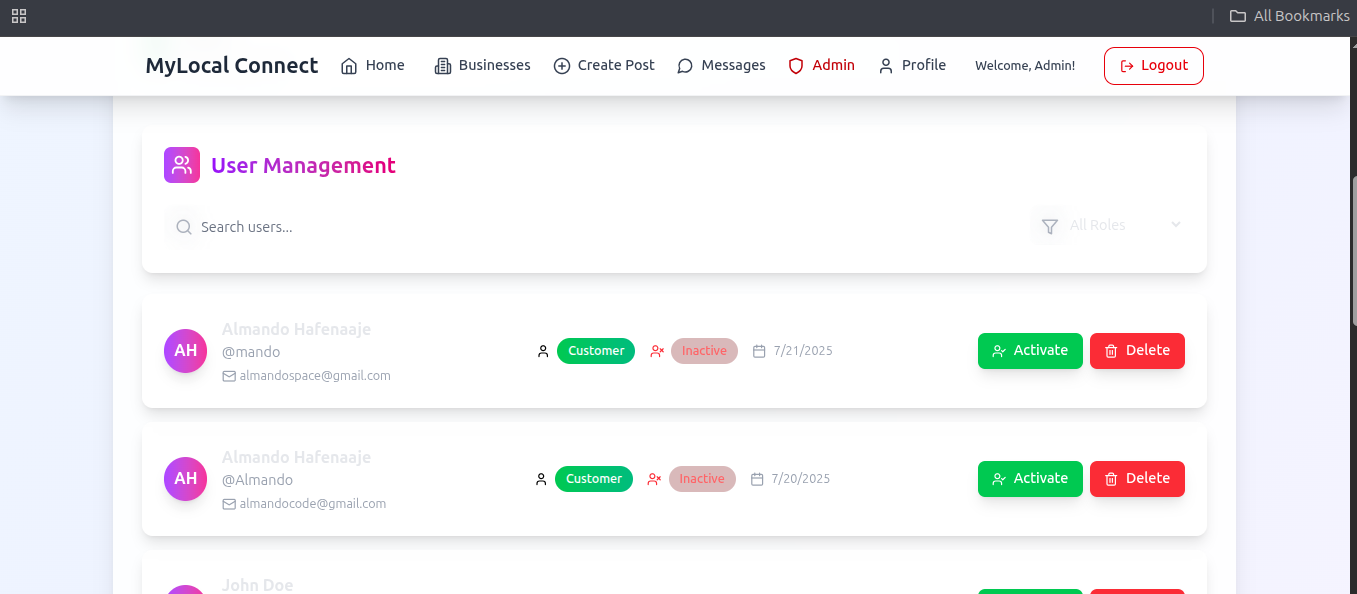 All Bookmarks
MyLocal Connect Home Businesses Create Post Messages Admin Profile Welcome, Admin! Logout
User Management
Search users... All Roles
AH Almando Hafenaaje
@mando
almandospace@gmail.com
Customer Inactive 7/21/2025 Activate Delete
AH Almando Hafenaaje
@Almando
almandocode@gmail.com
Customer Inactive 7/20/2025 Activate Delete
John Doe